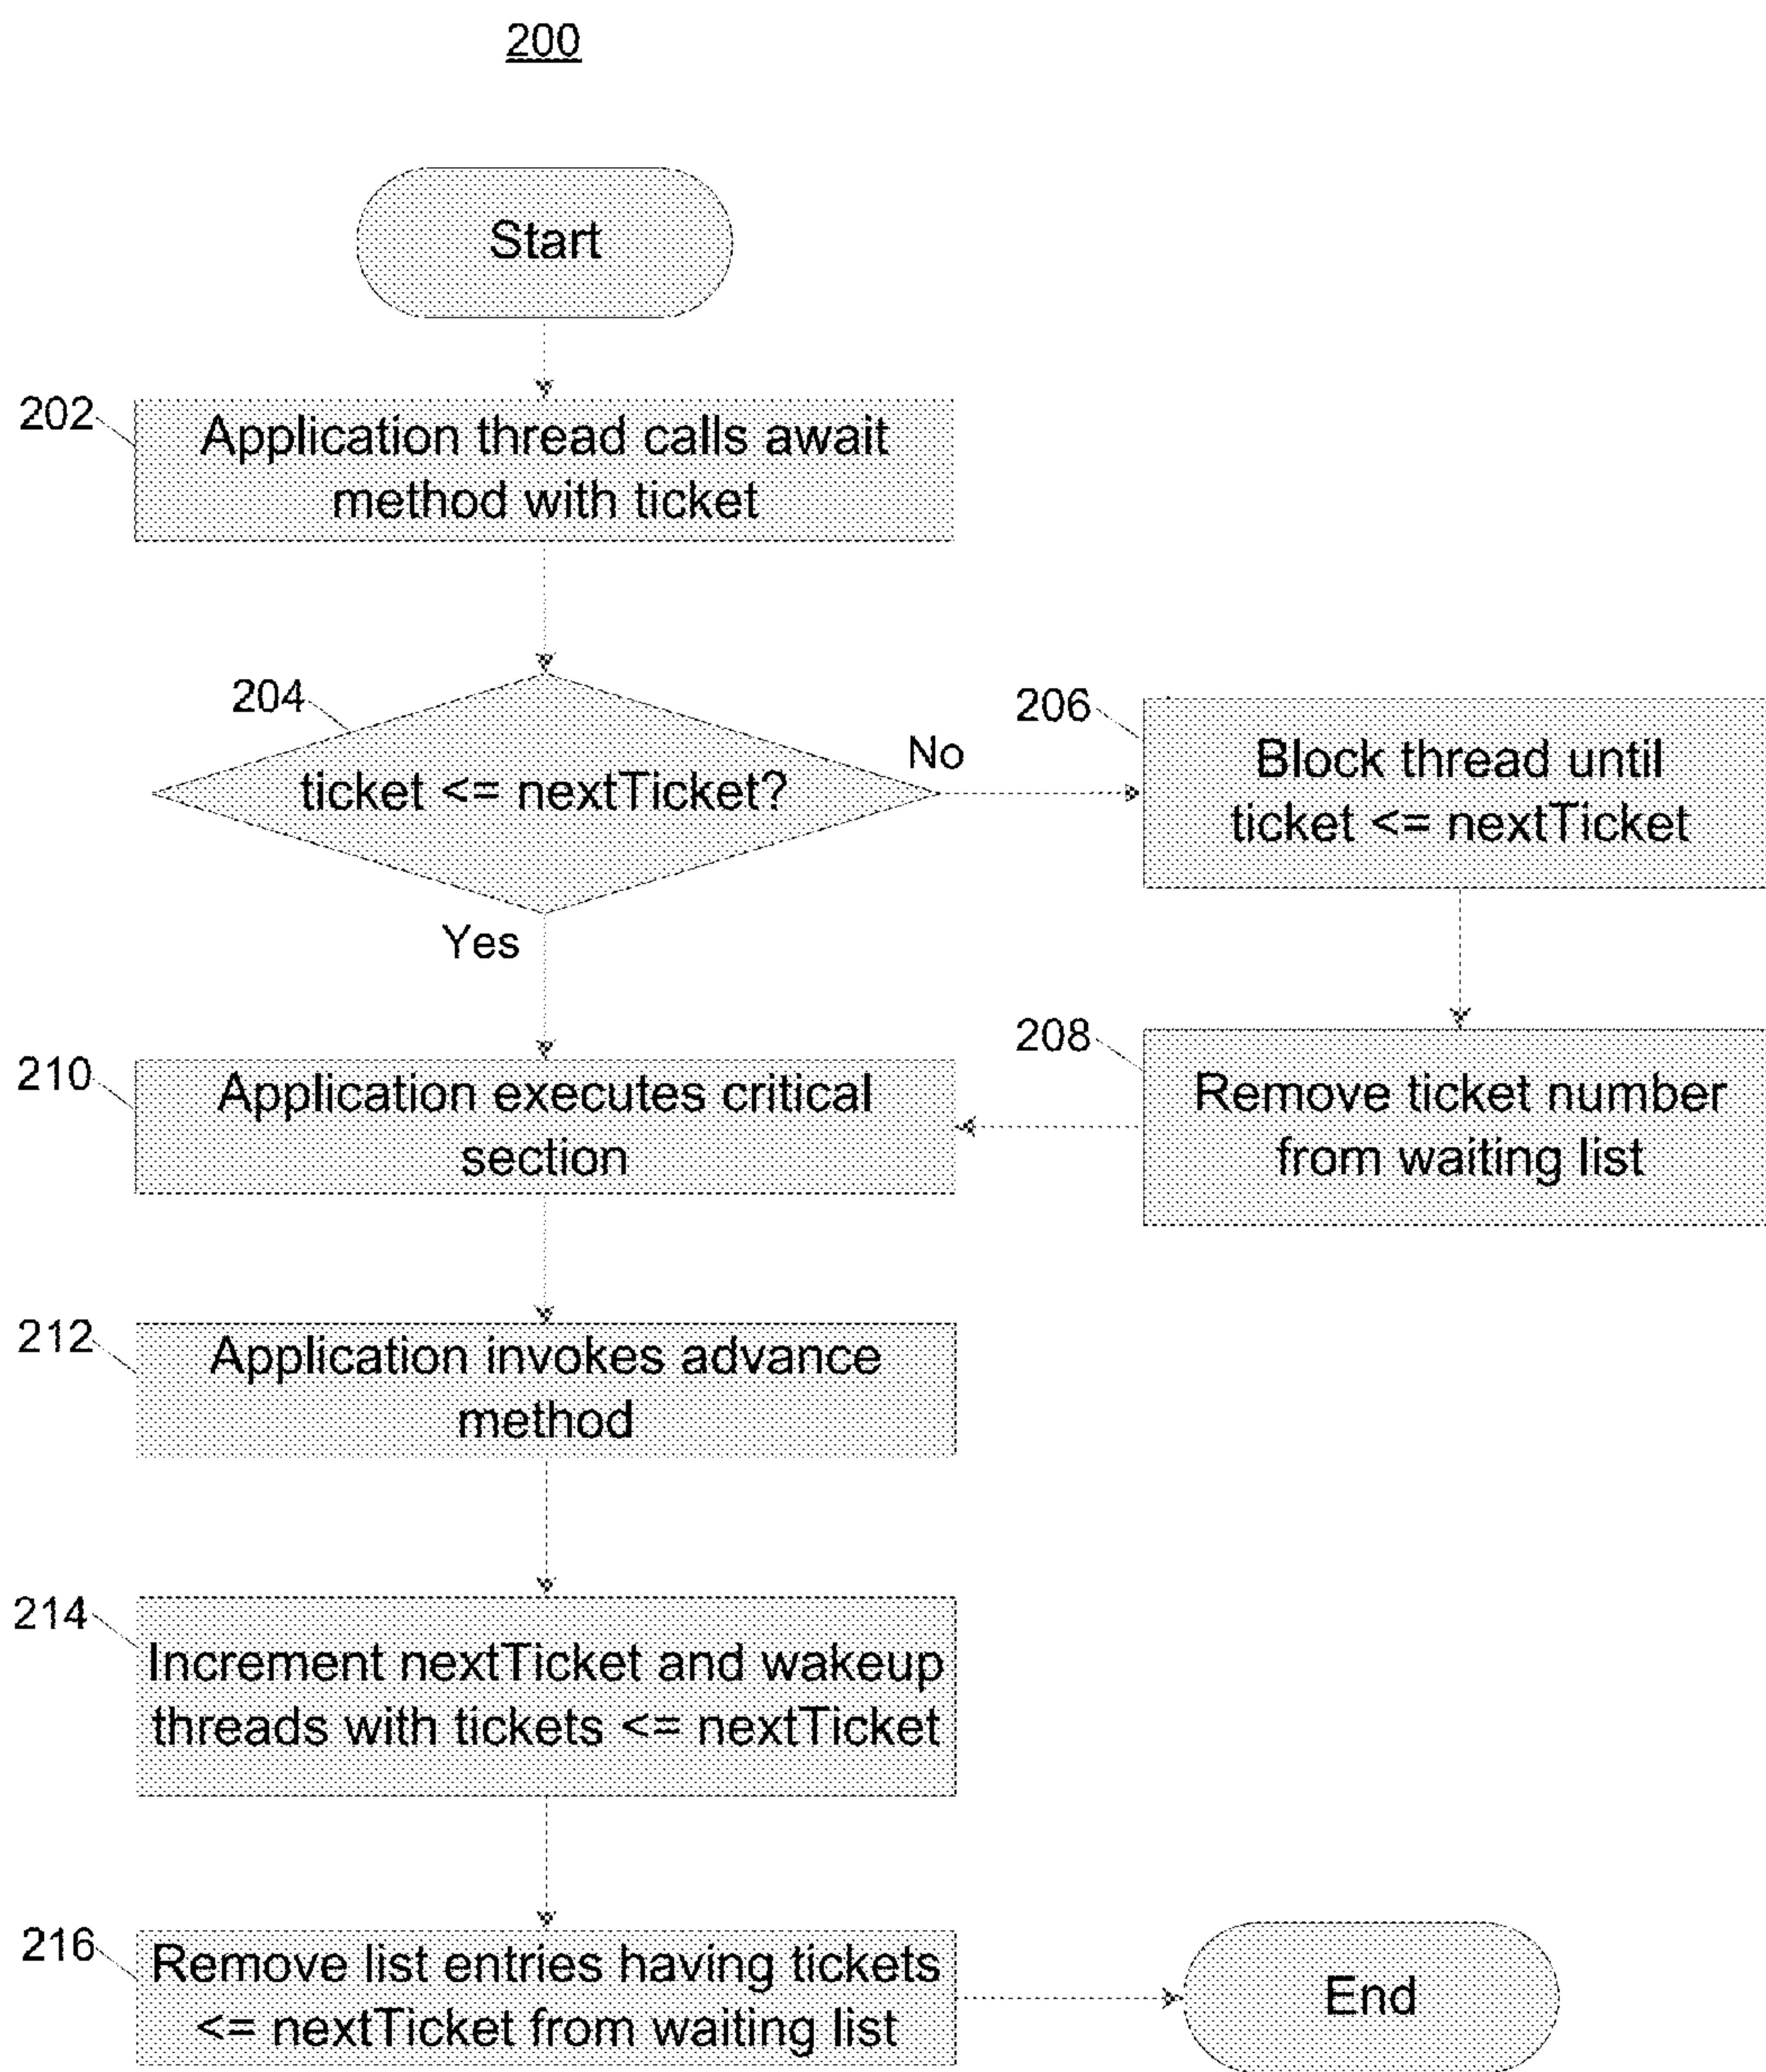 200
Start
202
Application thread calls await
method with ticket
204
ticket <= nextTicket?
No
206
Block thread until
ticket <= nextTicket
Yes
208
Remove ticket number
from waiting list
210
Application executes critical
section
212
Application invokes advance
method
214
Increment nextTicket and wakeup
threads with tickets <= nextTicket
216
Remove list entries having tickets
<= nextTicket from waiting list
End